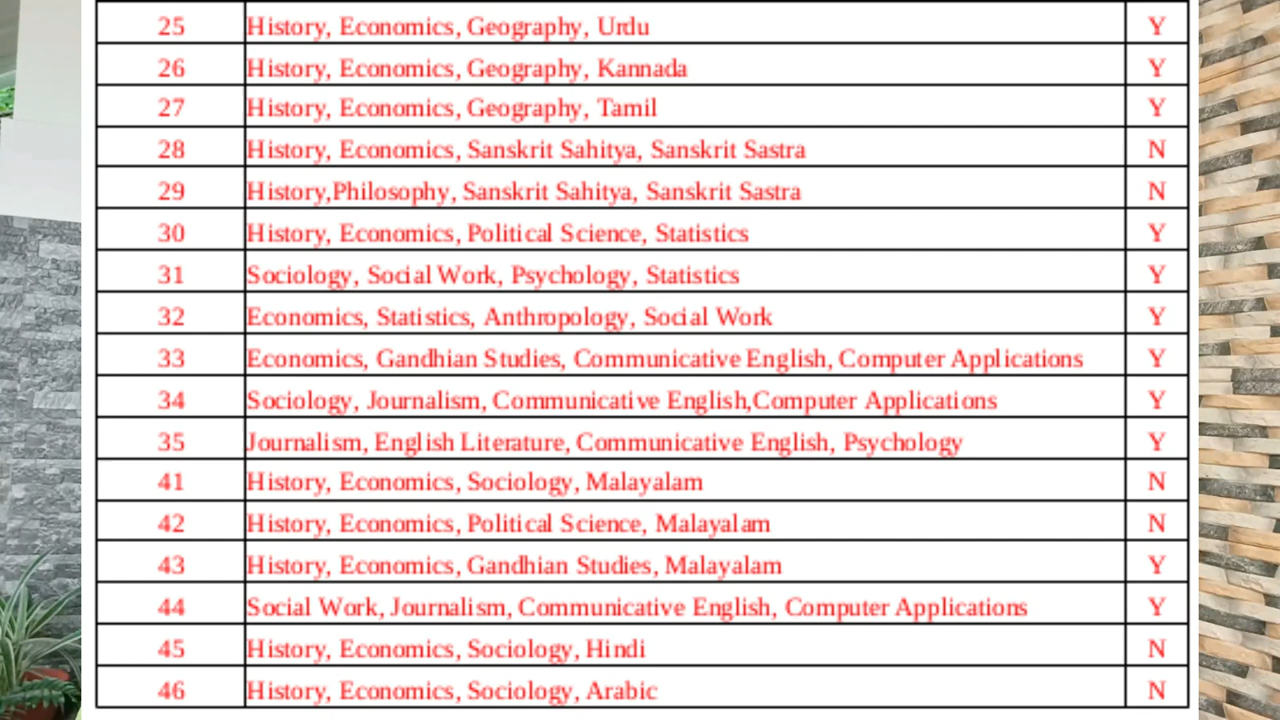 25 History, Economics, Geography, Urdu Y
26 History, Economics, Geography, Kannada Y
27 History, Economics, Geography, Tamil Y
28 History, Economics, Sanskrit Sahitya, Sanskrit Sastra N
29 History,Philosophy, Sanskrit Sahitya, Sanskrit Sastra N
30 History, Economics, Political Science, Statistics Y
31 Sociology, Social Work, Psychology, Statistics Y
32 Economics, Statistics, Anthropology, Social Work Y
33 Economics, Gandhian Studies, Communicative English, Computer Applications Y
34 Sociology, Journalism, Communicative English,Computer Applications Y
35 Journalism, English Literature, Communicative English, Psychology Y
41 History, Economics, Sociology, Malayalam N
42 History, Economics, Political Science, Malayalam N
43 History, Economics, Gandhian Studies, Malayalam Y
44 Social Work, Journalism, Communicative English, Computer Applications Y
45 History, Economics, Sociology, Hindi N
46 History, Economics, Sociology, Arabic N